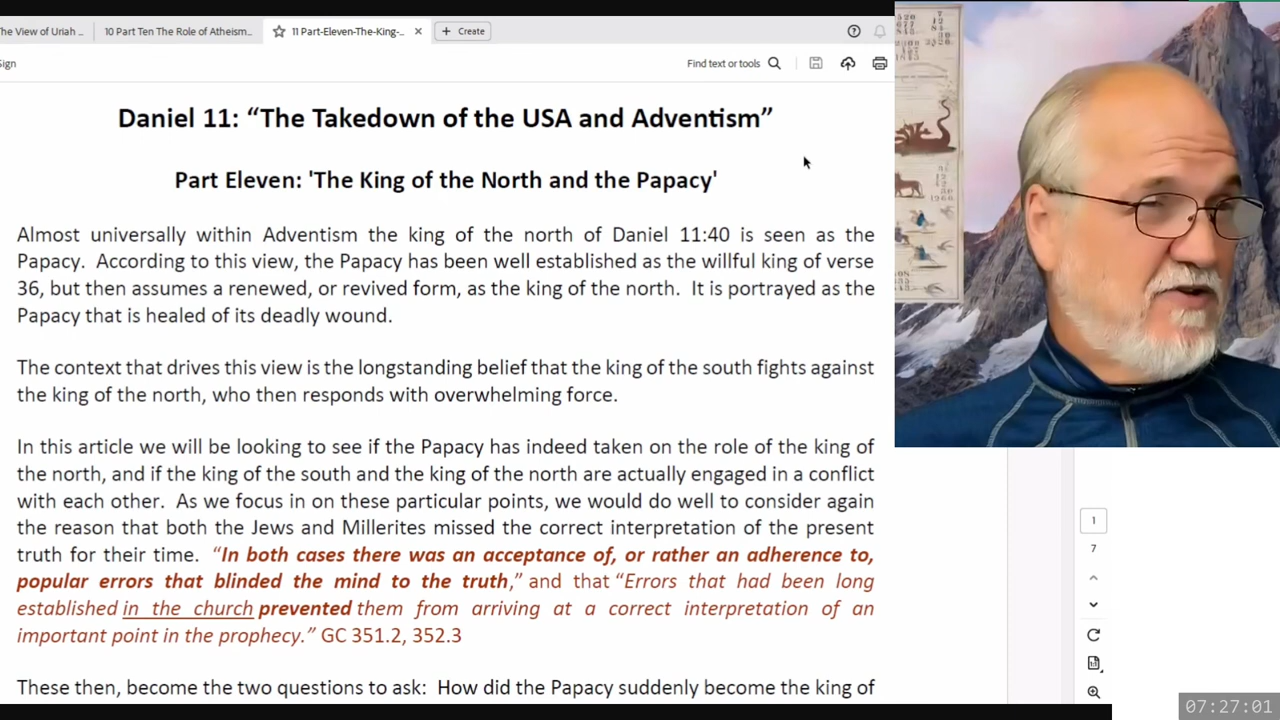 The View of Uriah ...
10 Part Ten The Role of Atheism...
11 Part-Eleven-The-King-...
Create
Sign
Find text or tools
Daniel 11: “The Takedown of the USA and Adventism”
Part Eleven: 'The King of the North and the Papacy'
Almost universally within Adventism the king of the north of Daniel 11:40 is seen as the
Papacy. According to this view, the Papacy has been well established as the willful king of verse
36, but then assumes a renewed, or revived form, as the king of the north. It is portrayed as the
Papacy that is healed of its deadly wound.
The context that drives this view is the longstanding belief that the king of the south fights against
the king of the north, who then responds with overwhelming force.
In this article we will be looking to see if the Papacy has indeed taken on the role of the king of
the north, and if the king of the south and the king of the north are actually engaged in a conflict
with each other. As we focus in on these particular points, we would do well to consider again
the reason that both the Jews and Millerites missed the correct interpretation of the present
truth for their time. “In both cases there was an acceptance of, or rather an adherence to,
popular errors that blinded the mind to the truth,” and that “Errors that had been long
established in the church prevented them from arriving at a correct interpretation of an
important point in the prophecy.” GC 351.2, 352.3
These then, become the two questions to ask: How did the Papacy suddenly become the king of
1
7
07:27:01